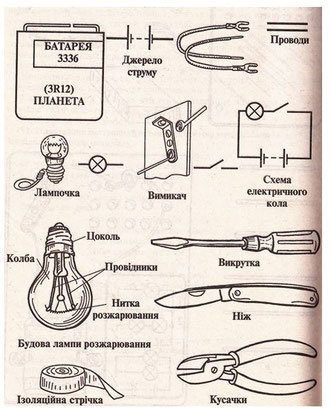 БАТАРЕЯ
3336
(3R12)
ПЛАНЕТА
Джерело
струму
Проводи
Лампочка
Вимикач
Схема
електричного
кола
Цоколь
Колба
Провідники
Нитка
розжарювання
Будова лампи розжарювання
Викрутка
Ніж
Ізоляційна стрічка
Кусачки